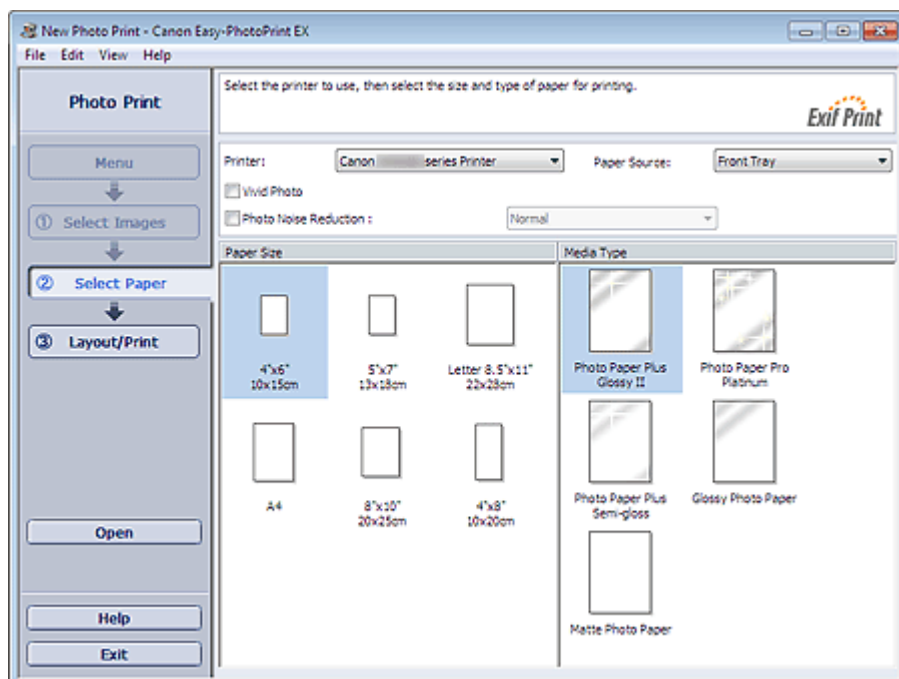 New Photo Print - Canon Easy-PhotoPrint EX
File Edit View Help
Photo Print
Select the printer to use, then select the size and type of paper for printing.
Exif Print
Menu
Printer: Canon series Printer Paper Source: Front Tray
Vivid Photo
① Select Images
Photo Noise Reduction : Normal
Paper Size
Media Type
② Select Paper
③ Layout/Print
4"x6"
10x15cm
5"x7"
13x18cm
Letter 8.5"x11"
22x28cm
Photo Paper Plus
Glossy II
Photo Paper Pro
Platinum
A4
8"x10"
20x25cm
4"x8"
10x20cm
Photo Paper Plus
Semi-gloss
Glossy Photo Paper
Matte Photo Paper
Open
Help
Exit